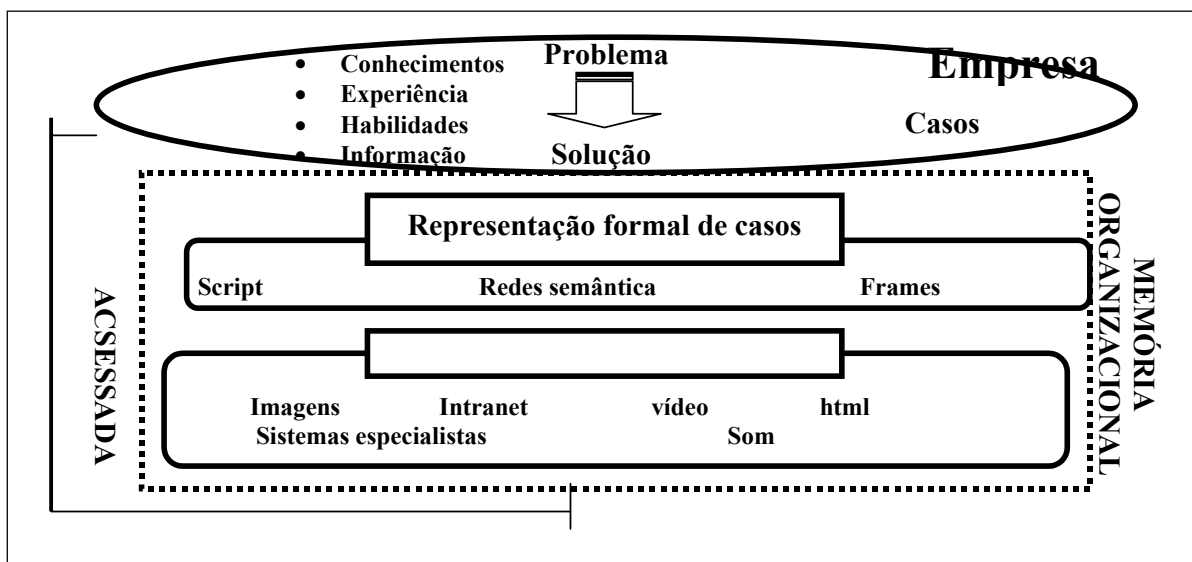 Problema
Empresa
• Conhecimentos
• Experiência
• Habilidades
• Informação
Casos
Solução
Representação formal de casos
Script Redes semântica Frames
Imagens Intranet vídeo html
Sistemas especialistas Som
ACSESSADA
MEMÓRIA
ORGANIZACIONAL